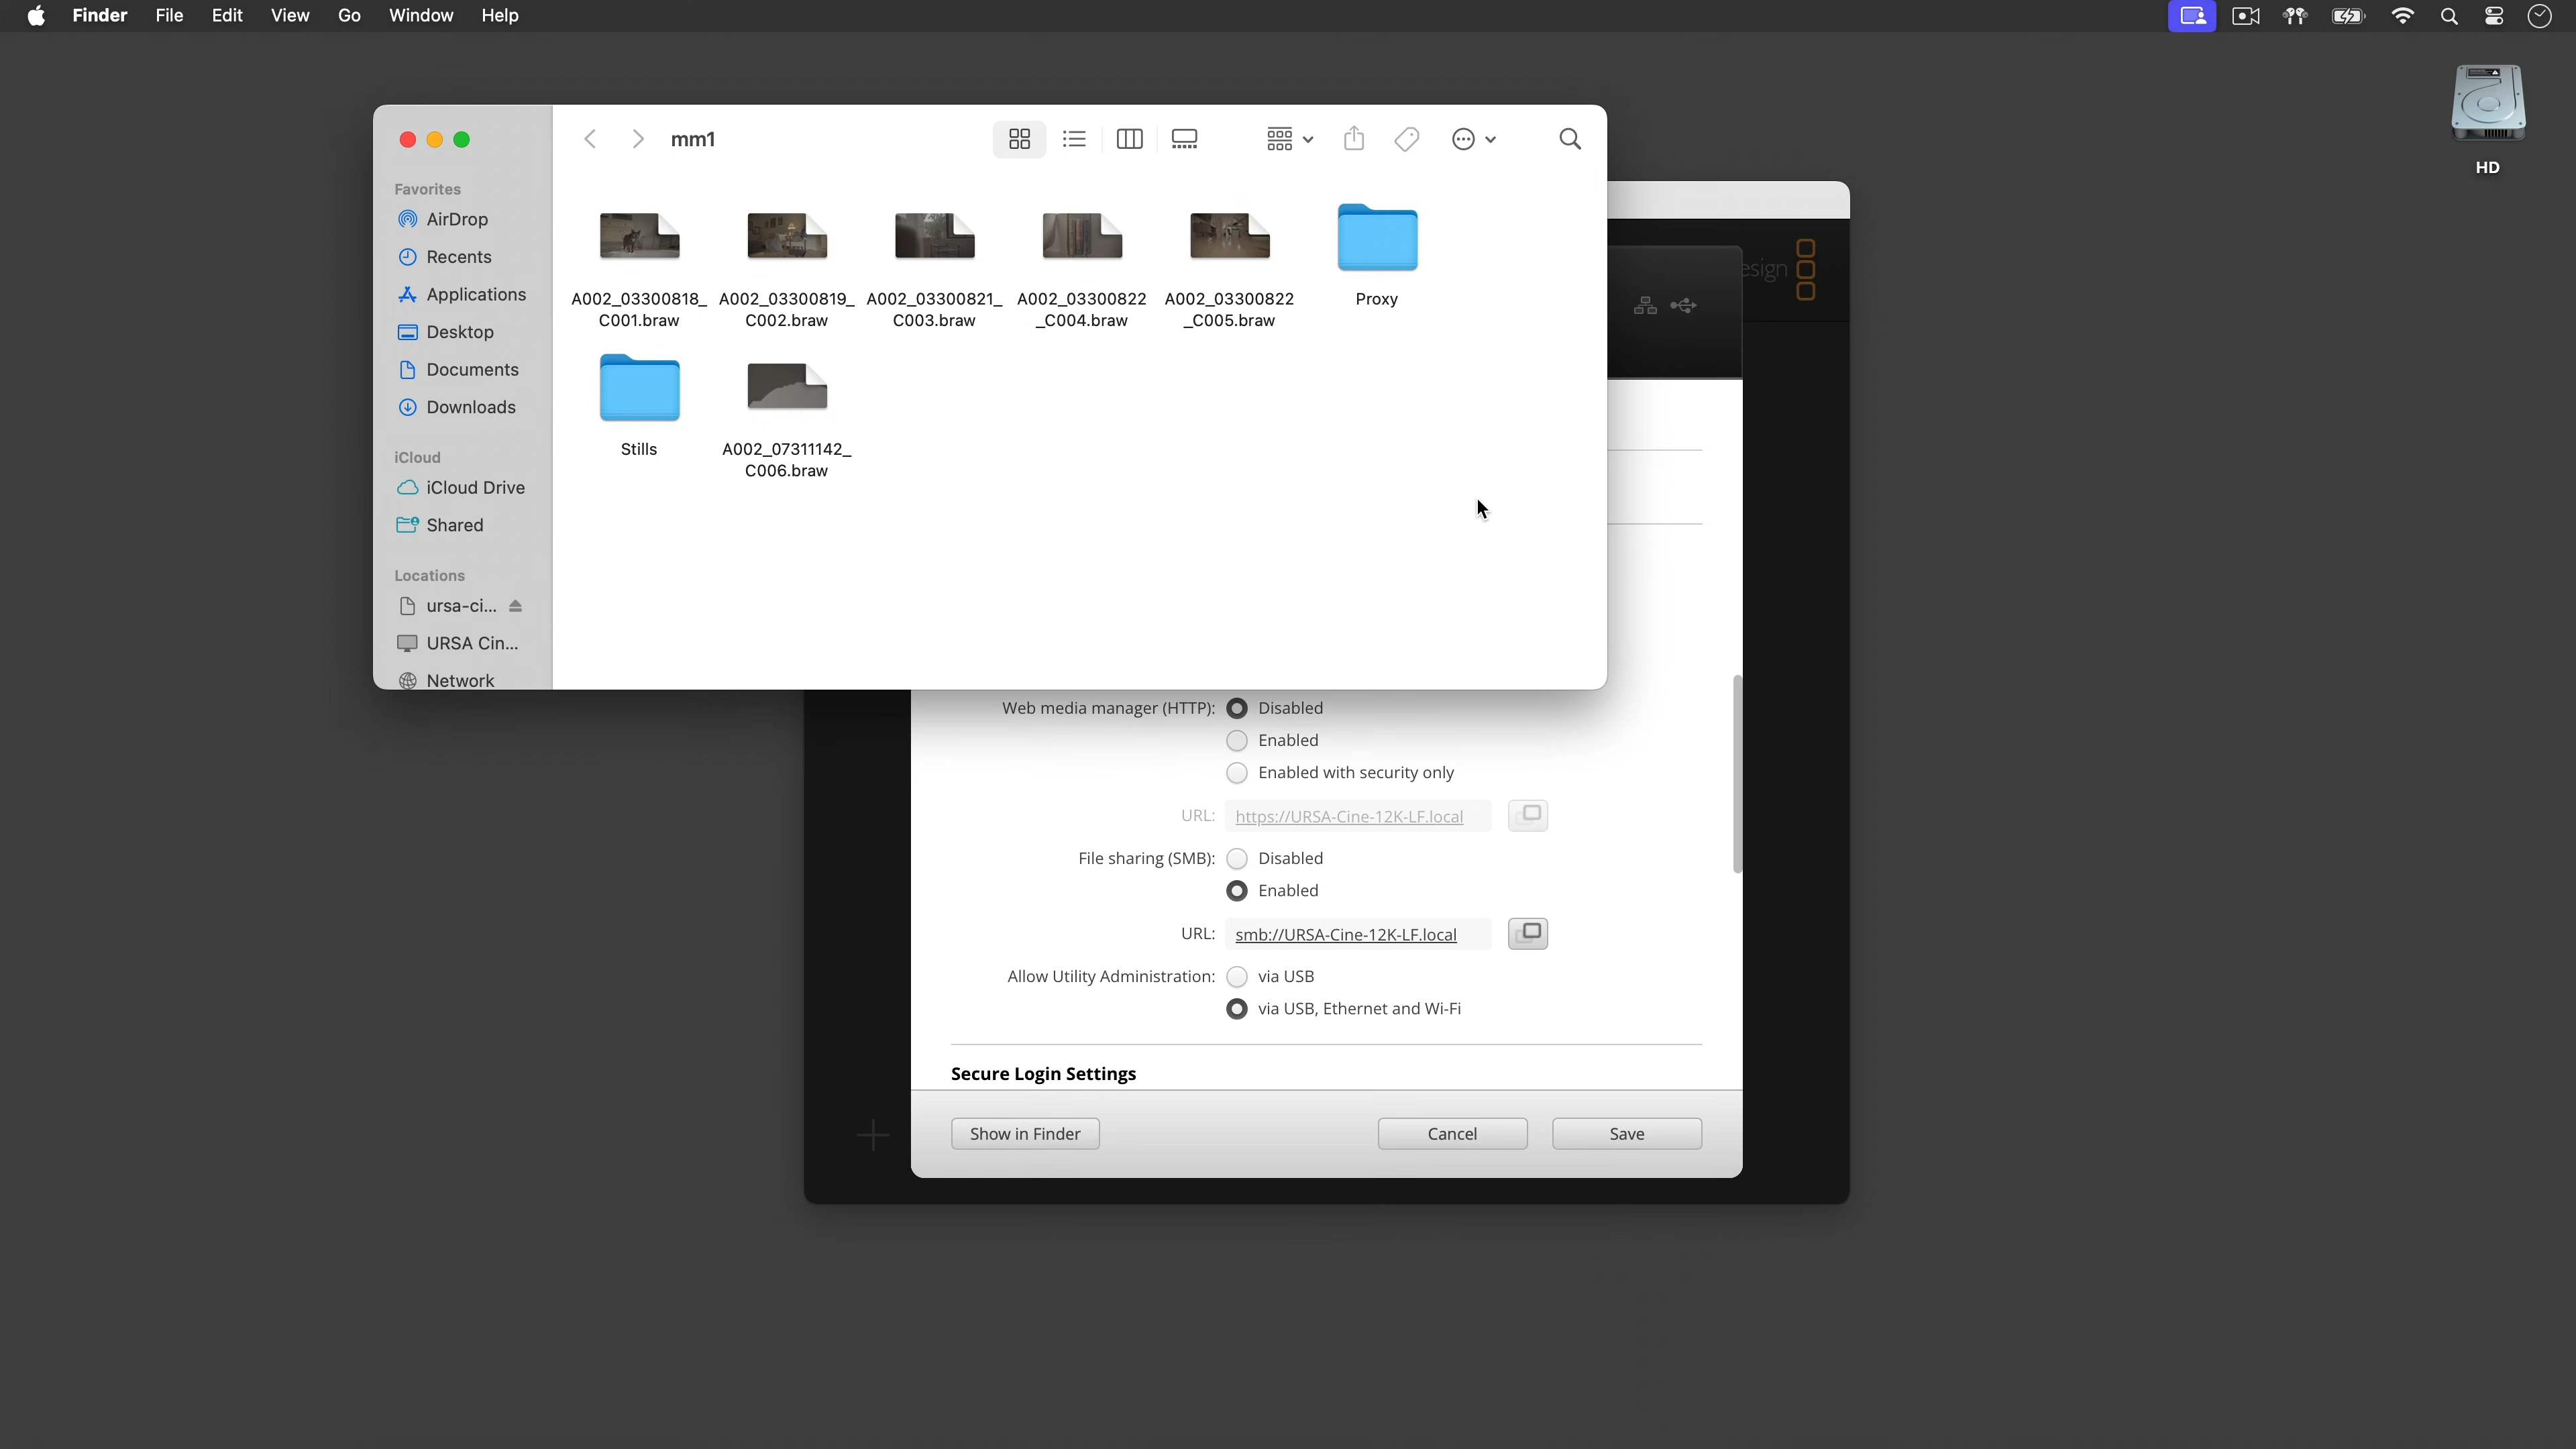 Finder File Edit View Go Window Help
HD
mm1
Favorites
AirDrop
Recents
Applications
Desktop
Documents
Downloads
iCloud
iCloud Drive
Shared
Locations
ursa-ci...
URSA Cin...
Network
A002_03300818_
C001.braw
A002_03300819_
C002.braw
A002_03300821_
C003.braw
A002_03300822
_C004.braw
A002_03300822
_C005.braw
Proxy
Stills
A002_07311142_
C006.braw
esign
Web media manager (HTTP): Disabled
Enabled
Enabled with security only
URL: https://URSA-Cine-12K-LF.local
File sharing (SMB): Disabled
Enabled
URL: smb://URSA-Cine-12K-LF.local
Allow Utility Administration: via USB
via USB, Ethernet and Wi-Fi
Secure Login Settings
Show in Finder Cancel Save